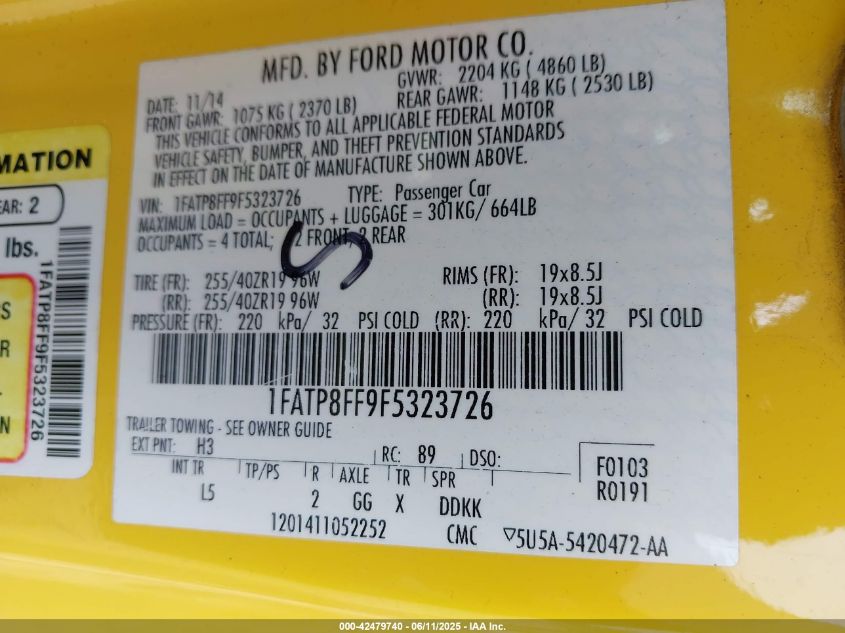 MFD. BY FORD MOTOR CO.
DATE: 11/14 GVWR: 2204 KG ( 4860 LB)
FRONT GAWR: 1075 KG ( 2370 LB) REAR GAWR: 1148 KG ( 2530 LB)
THIS VEHICLE CONFORMS TO ALL APPLICABLE FEDERAL MOTOR
VEHICLE SAFETY, BUMPER, AND THEFT PREVENTION STANDARDS
IN EFFECT ON THE DATE OF MANUFACTURE SHOWN ABOVE.
VIN: 1FATP8FF9F5323726 TYPE: Passenger Car
MAXIMUM LOAD = OCCUPANTS + LUGGAGE = 301KG/ 664LB
OCCUPANTS = 4 TOTAL; 2 FRONT, 2 REAR
TIRE (FR): 255/40ZR19 96W RIMS (FR): 19x8.5J
(RR): 255/40ZR19 96W (RR): 19x8.5J
PRESSURE (FR): 220 kPa/ 32 PSI COLD (RR): 220 kPa/ 32 PSI COLD
1FATP8FF9F5323726
TRAILER TOWING - SEE OWNER GUIDE
EXT PNT: H3 RC: 89 DSO:
INT TR TP/PS R AXLE TR SPR
L5 2 GG X DDKK
F0103
R0191
1201411052252 CMC 5U5A-5420472-AA
MATION
EAR: 2
lbs.
1FATP8FF9F5323726
S
R
N
000-42479740 - 06/11/2025 - IAA Inc.